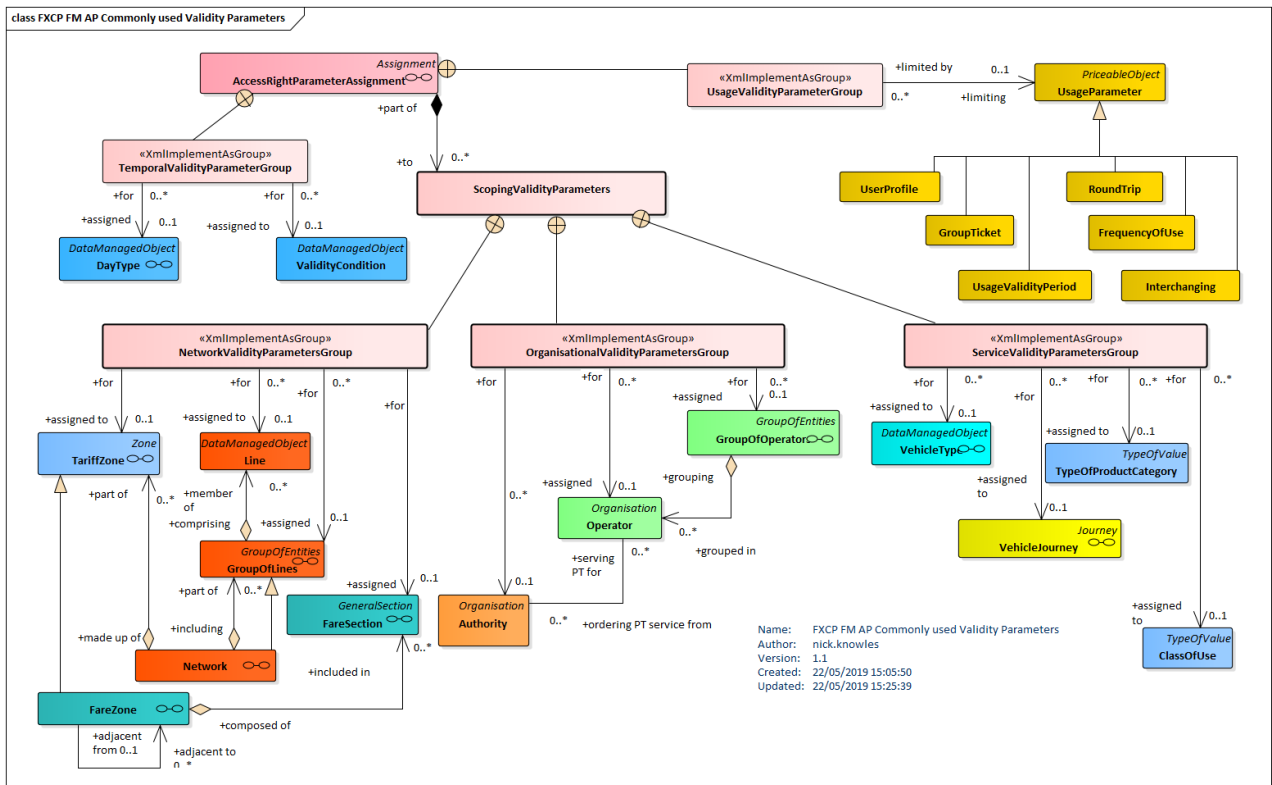 class FXCP FM AP Commonly used Validity Parameters
Assignment
AccessRightParameterAssignment
+part of
+to
0..*
«XmlImplementAsGroup»
UsageValidityParameterGroup
+limited by
0..1
0..*
+limiting
PriceableObject
UsageParameter
«XmlImplementAsGroup»
TemporalValidityParameterGroup
+for
0..*
+for
0..*
+assigned
0..1
+assigned to
0..1
DataManagedObject
DayType
DataManagedObject
ValidityCondition
ScopingValidityParameters
UserProfile
RoundTrip
GroupTicket
FrequencyOfUse
UsageValidityPeriod
Interchanging
«XmlImplementAsGroup»
NetworkValidityParametersGroup
«XmlImplementAsGroup»
OrganisationalValidityParametersGroup
«XmlImplementAsGroup»
ServiceValidityParametersGroup
+for
+for
0..*
+for
0..*
+for
+assigned to
0..1
+assigned to
0..1
Zone
TariffZone
DataManagedObject
Line
+part of
0..*
+member
of
0..*
+comprising
+assigned
0..1
GroupOfEntities
GroupOfLines
+part of
0..*
+made up of
+including
Network
+assigned
0..1
GeneralSection
FareSection
0..*
+included in
FareZone
+composed of
+adjacent
from 0..1
+adjacent to
0..*
+for
0..*
+for
0..*
+for
0..*
+assigned
0..1
GroupOfEntities
GroupOfOperators
+grouping
+assigned
0..1
Organisation
Operator
0..*
+grouped in
+serving
PT for
0..*
0..1
Organisation
Authority
0..*
+ordering PT service from
+for
0..*
+for
0..*
+for
0..*
0..*
+assigned to
0..1
DataManagedObject
VehicleType
+assigned to
0..1
TypeOfValue
TypeOfProductCategory
+assigned
to
0..1
Journey
VehicleJourney
+assigned
to
0..1
TypeOfValue
ClassOfUse
Name: FXCP FM AP Commonly used Validity Parameters
Author: nick.knowles
Version: 1.1
Created: 22/05/2019 15:05:50
Updated: 22/05/2019 15:25:39